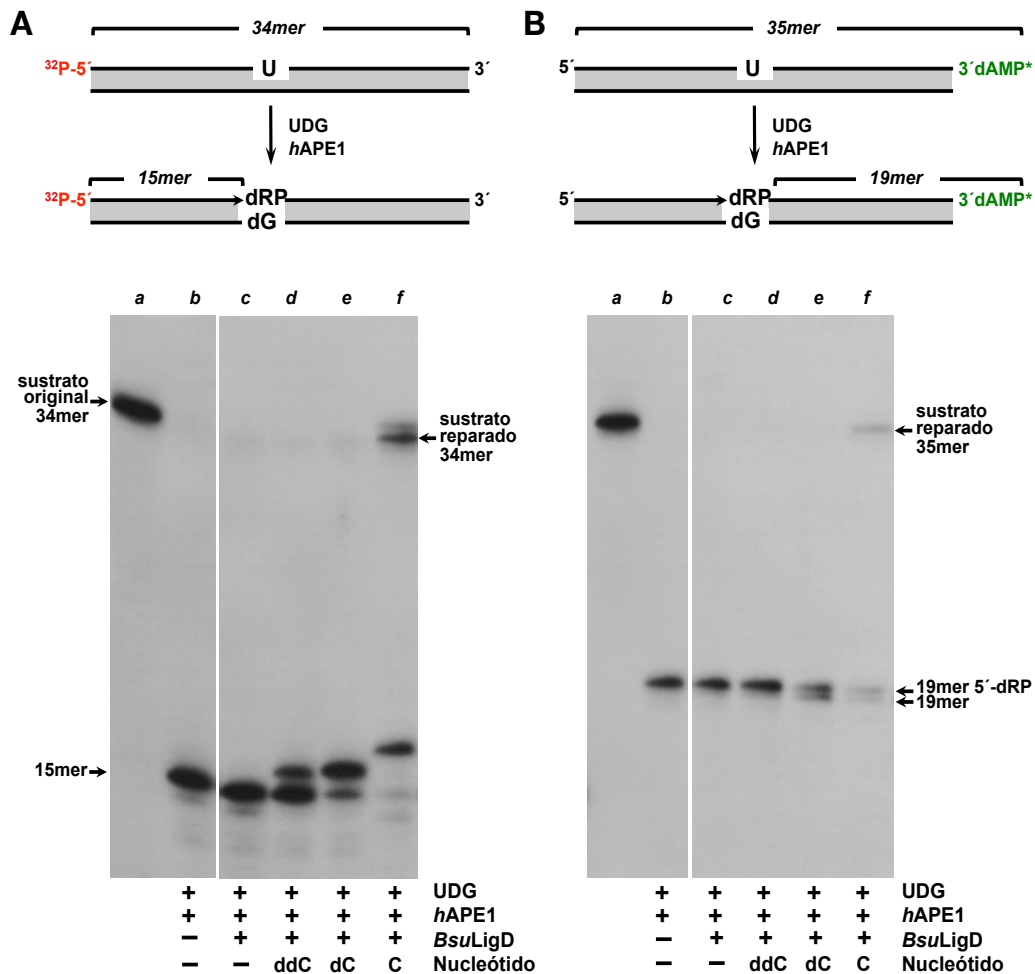 A
34mer
³²P-5´
U
3´
UDG
hAPE1
15mer
³²P-5´
dRP
3´
dG
a b c d e f
sustrato
original
34mer
sustrato
reparado
34mer
15mer
+ + + + + UDG
+ + + + + hAPE1
− + + + + BsuLigD
− − ddC dC C Nucleótido
B
35mer
5´
U
3´dAMP*
UDG
hAPE1
19mer
5´
dRP
3´dAMP*
dG
a b c d e f
sustrato
reparado
35mer
19mer 5´-dRP
19mer
+ + + + + UDG
+ + + + + hAPE1
− + + + + BsuLigD
− − ddC dC C Nucleótido